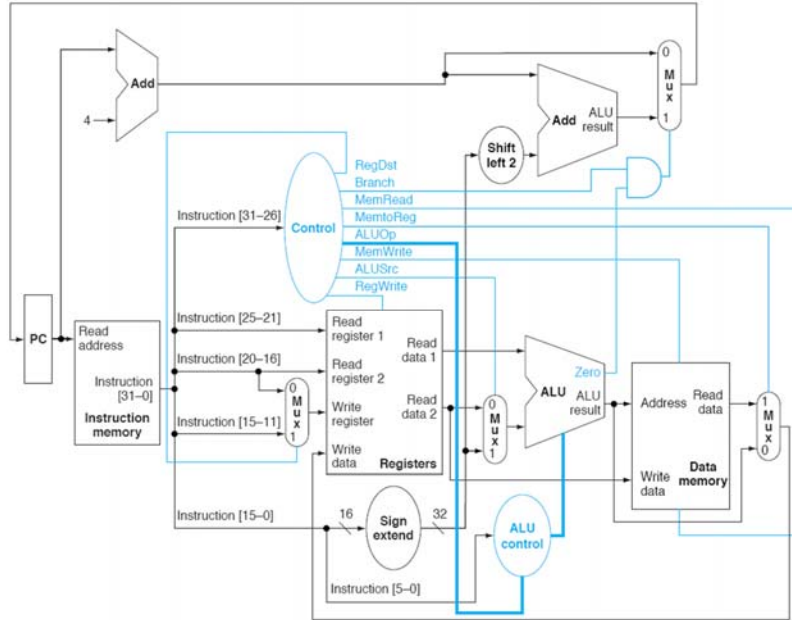 Add
4
Add ALU
result
0
M
u
x
1
Shift
left 2
RegDst
Branch
MemRead
MemtoReg
ALUOp
MemWrite
ALUSrc
RegWrite
Control
Instruction [31–26]
Instruction [25–21]
Instruction [20–16]
Instruction [15–11]
Instruction [15–0]
Instruction [5–0]
PC
Read
address
Instruction
[31–0]
Instruction
memory
0
M
u
x
1
Read
register 1
Read
register 2
Write
register
Write
data
Read
data 1
Read
data 2
Registers
16
Sign
extend
32
0
M
u
x
1
Zero
ALU
ALU
result
ALU
control
Address
Read
data
Write
data
Data
memory
1
M
u
x
0